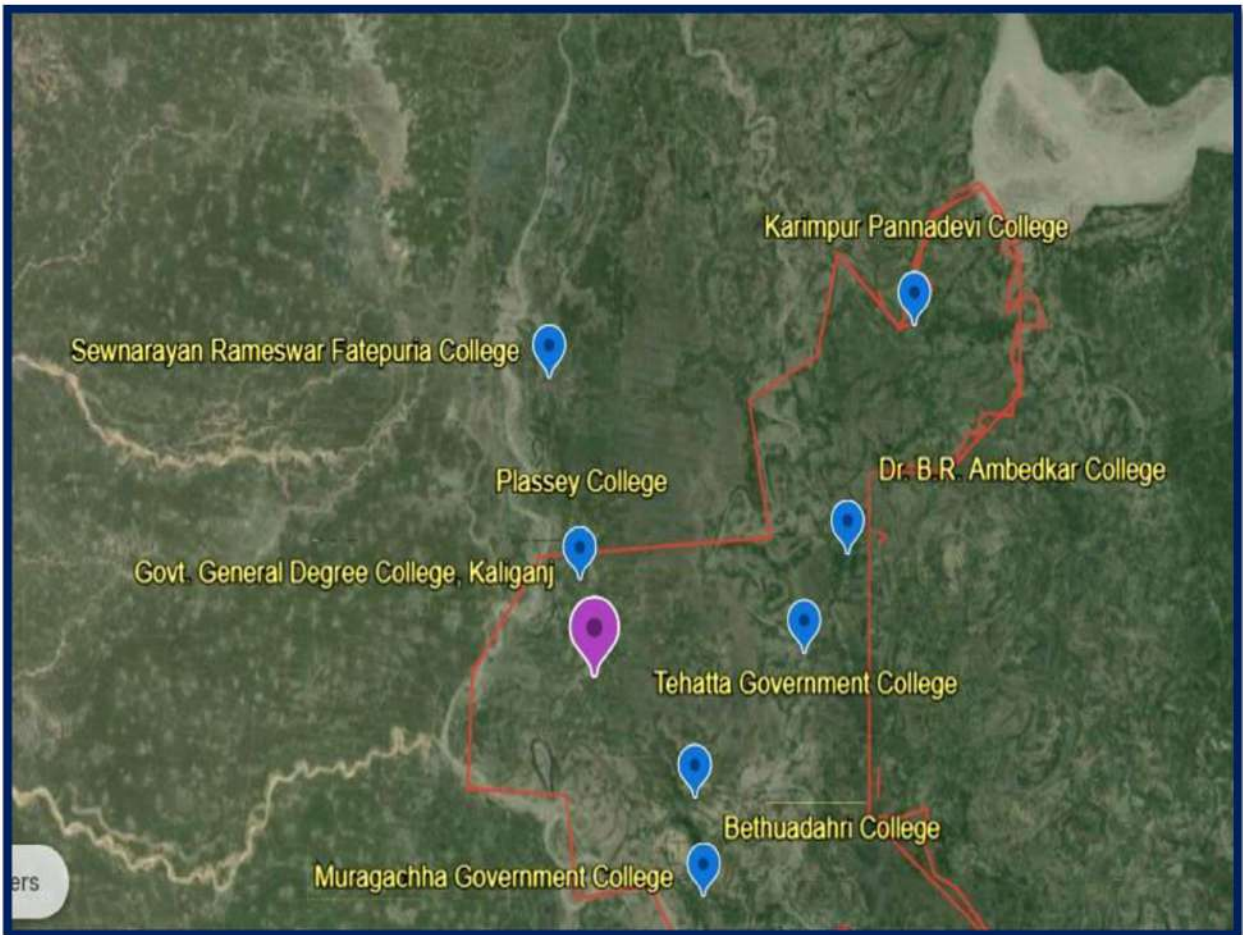 Karimpur Pannadevi College
Sewnarayan Rameswar Fatepuria College
Dr. B.R. Ambedkar College
Plassey College
Govt. General Degree College, Kaliganj
Tehatta Government College
Bethuadahri College
Muragachha Government College
ers